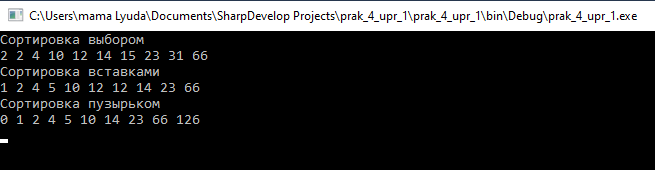 C:\Users\mama Lyuda\Documents\SharpDevelop Projects\prak_4_upr_1\prak_4_upr_1\bin\Debug\prak_4_upr_1.exe
Сортировка выбором
2 2 4 10 12 14 15 23 31 66
Сортировка вставками
1 2 4 5 10 12 12 14 23 66
Сортировка пузырьком
0 1 2 4 5 10 14 23 66 126